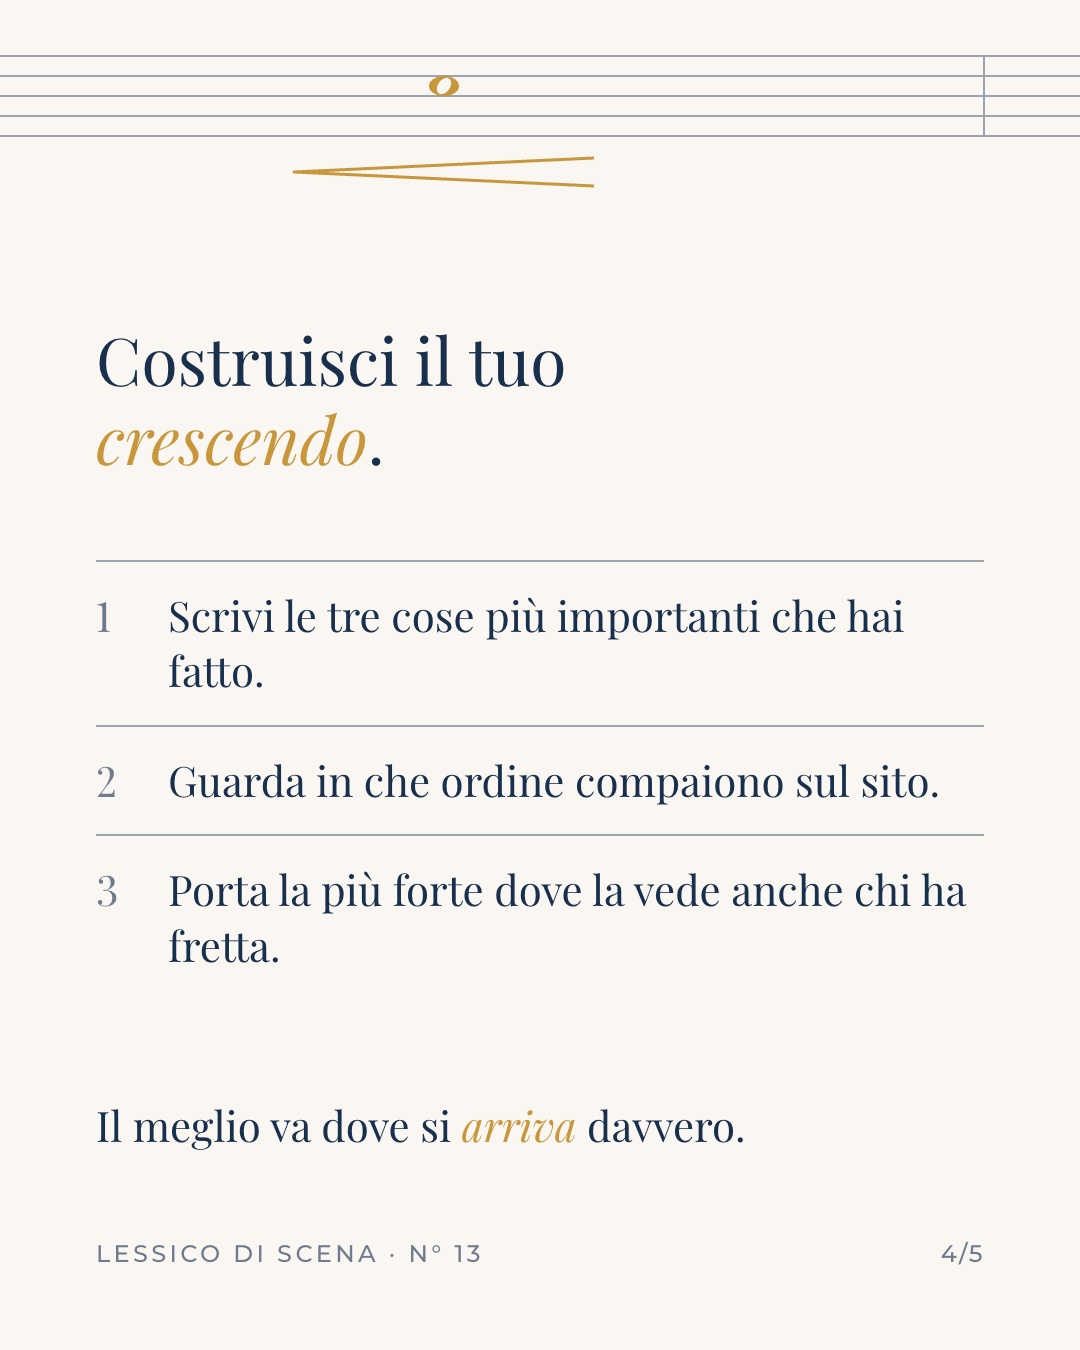 Costruisci il tuo
crescendo.
1 Scrivi le tre cose più importanti che hai
fatto.
2 Guarda in che ordine compaiono sul sito.
3 Porta la più forte dove la vede anche chi ha
fretta.
Il meglio va dove si arriva davvero.
LESSICO DI SCENA · N° 13
4/5